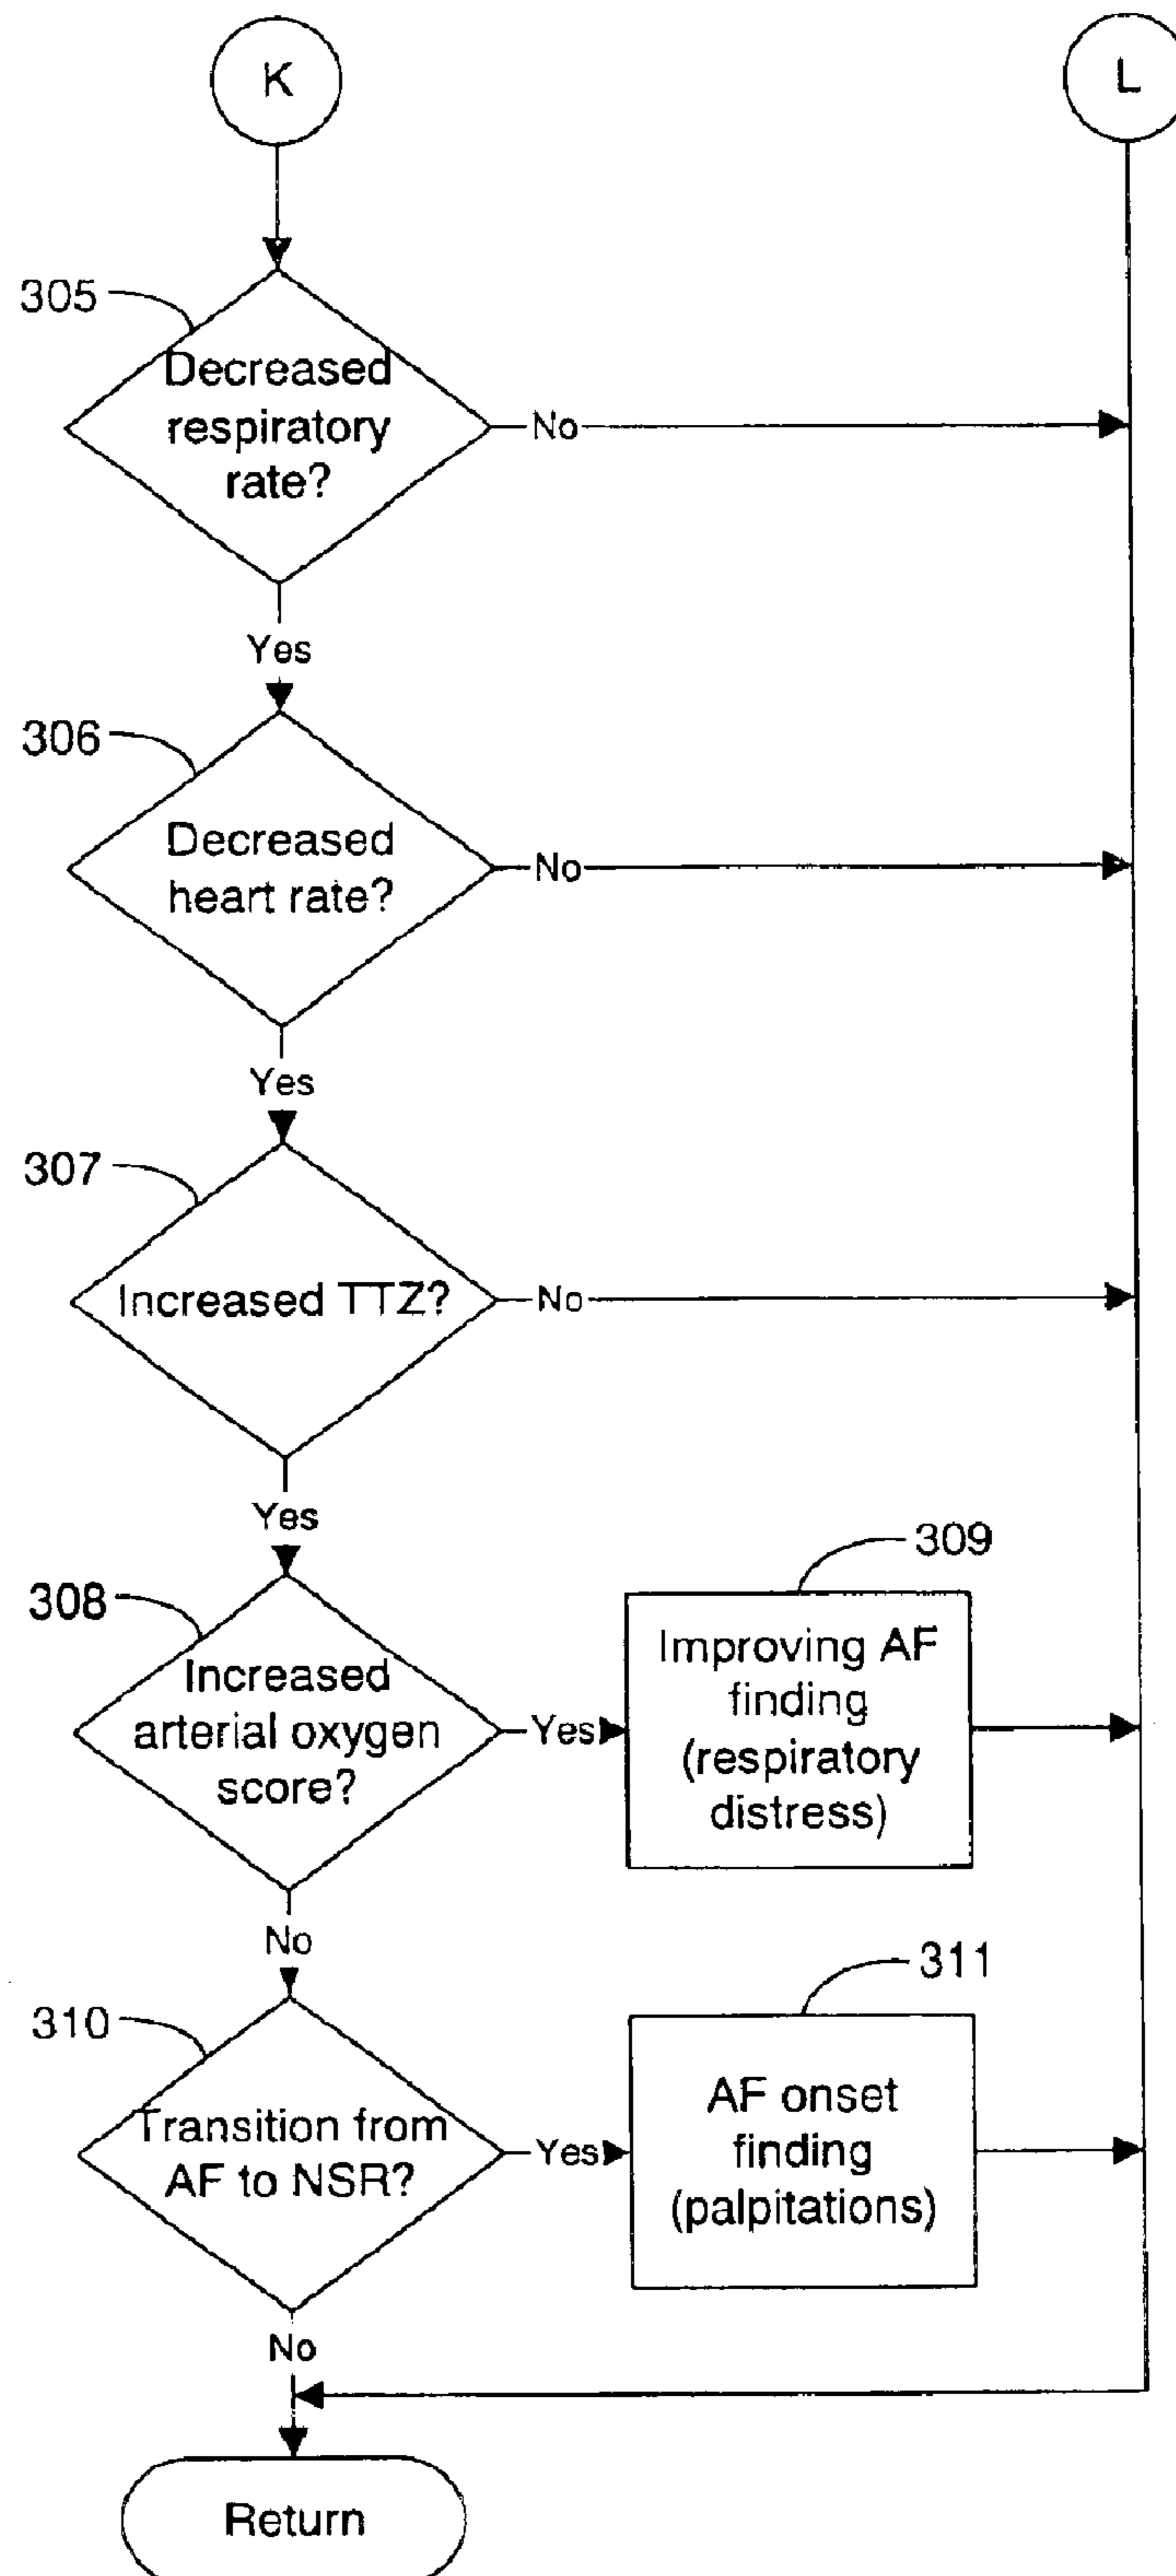 K
L
305
Decreased
respiratory
rate?
No
Yes
306
Decreased
heart rate?
No
Yes
307
Increased TTZ?
No
Yes
308
Increased
arterial oxygen
score?
Yes
309
Improving AF
finding
(respiratory
distress)
No
310
Transition from
AF to NSR?
Yes
311
AF onset
finding
(palpitations)
No
Return